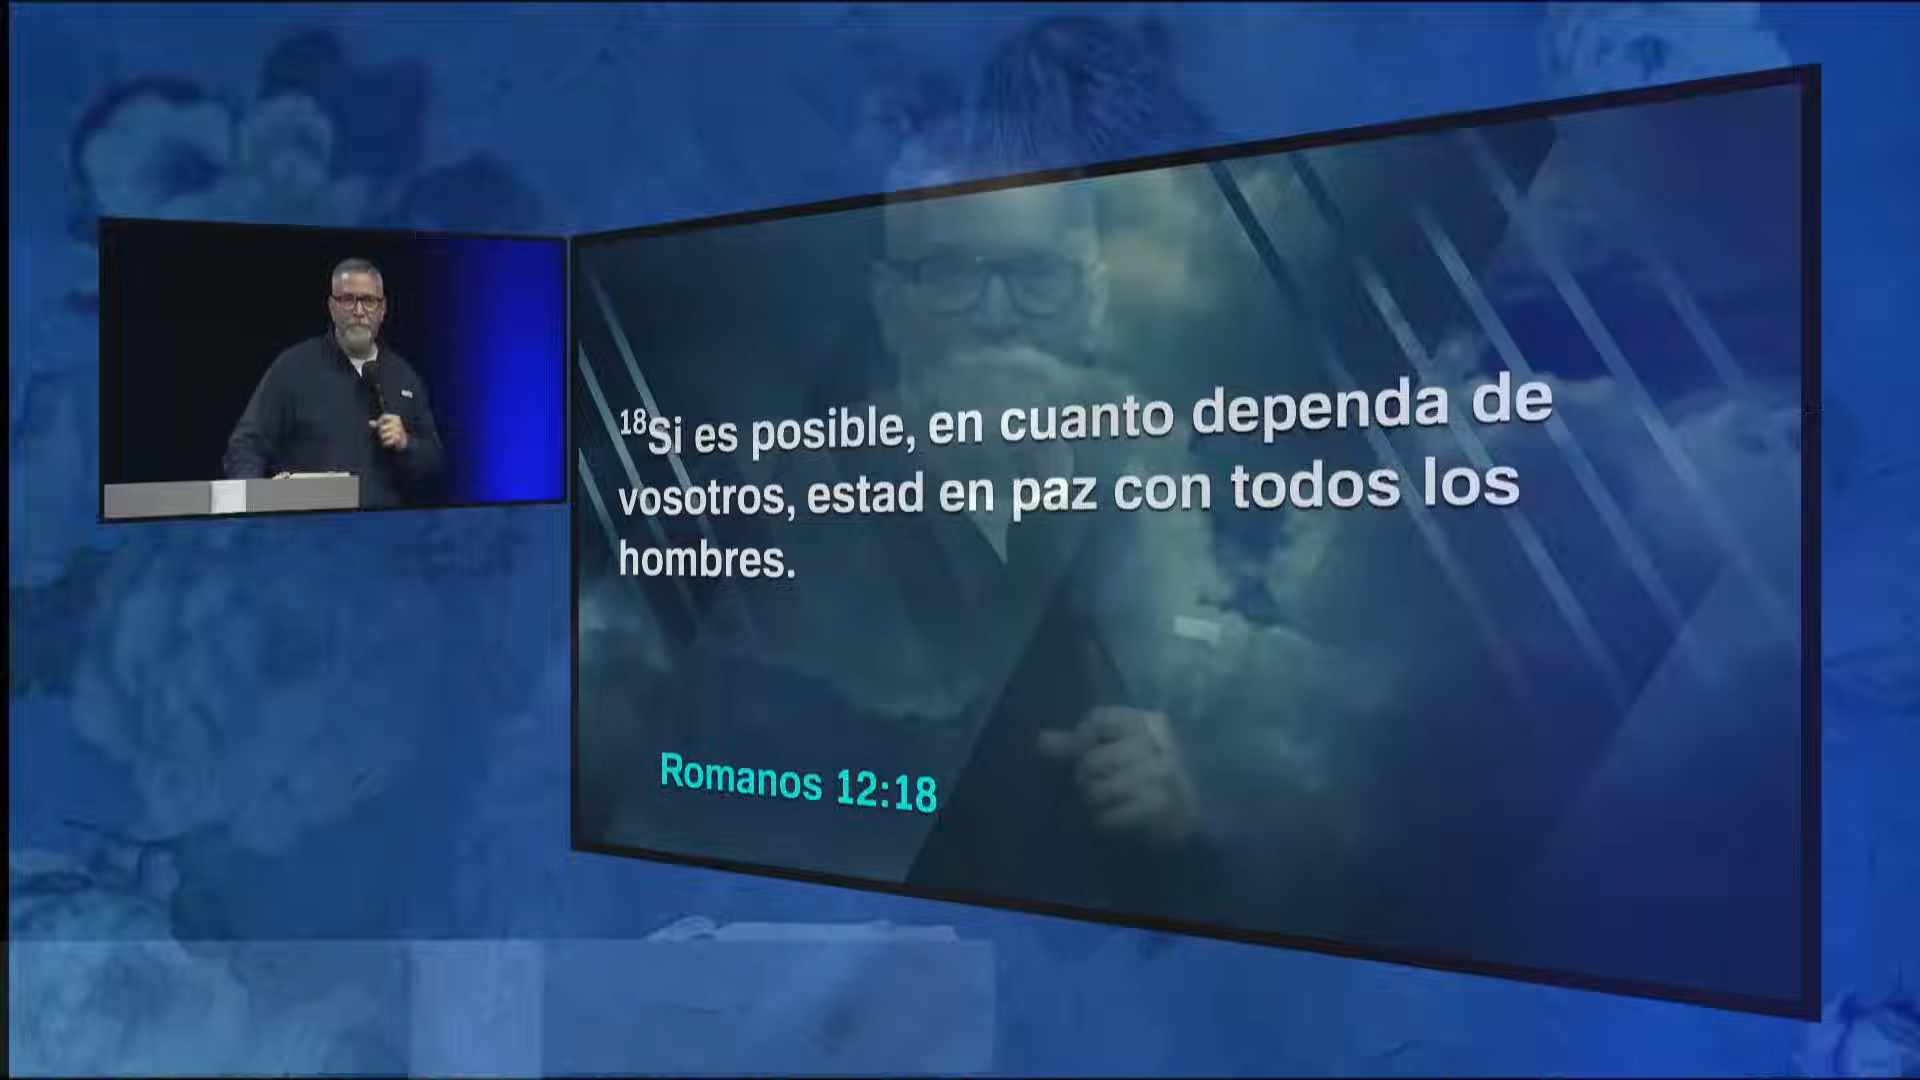 18Si es posible, en cuanto dependa de
vosotros, estad en paz con todos los
hombres.
Romanos 12:18